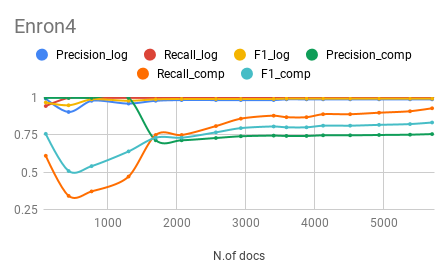 Enron4
Precision_log Recall_log F1_log Precision_comp
Recall_comp F1_comp
1
0.75
0.5
0.25
1000 2000 3000 4000 5000
N.of docs